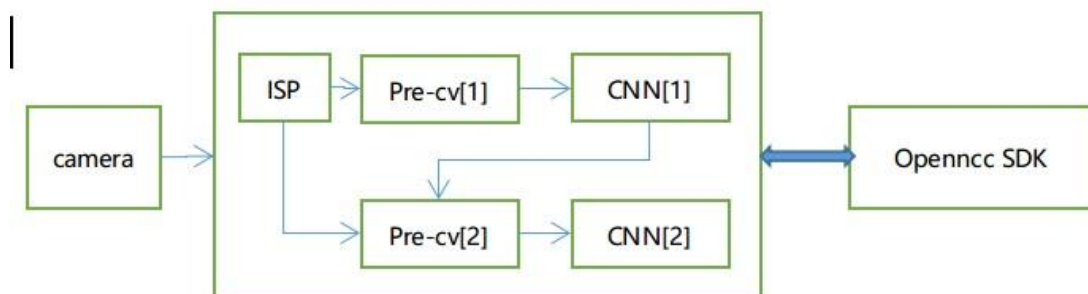 ISP
Pre-cv[1]
CNN[1]
camera
Openncc SDK
Pre-cv[2]
CNN[2]